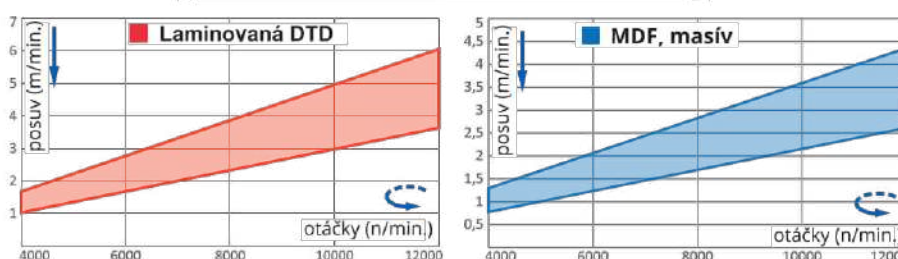 Laminovaná DTD
posuv (m/min.)
7
6
5
4
3
2
1
otáčky (n/min.)
4000 6000 8000 10000 12000
MDF, masív
posuv (m/min.)
5
4,5
4
3,5
3
2,5
2
1,5
1
0,5
otáčky (n/min.)
4000 6000 8000 10000 1200